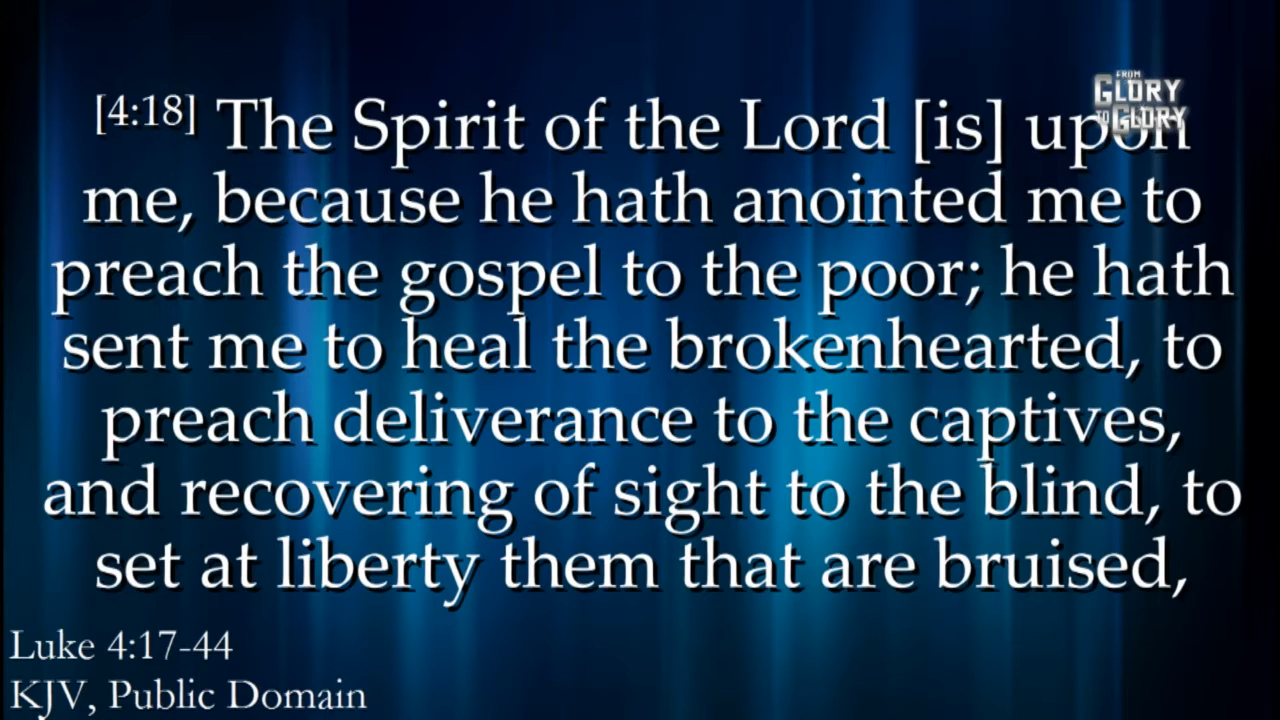 [4:18] The Spirit of the Lord [is] upon
me, because he hath anointed me to
preach the gospel to the poor; he hath
sent me to heal the brokenhearted, to
preach deliverance to the captives,
and recovering of sight to the blind, to
set at liberty them that are bruised,
Luke 4:17-44
KJV, Public Domain
FROM
GLORY
TO GLORY